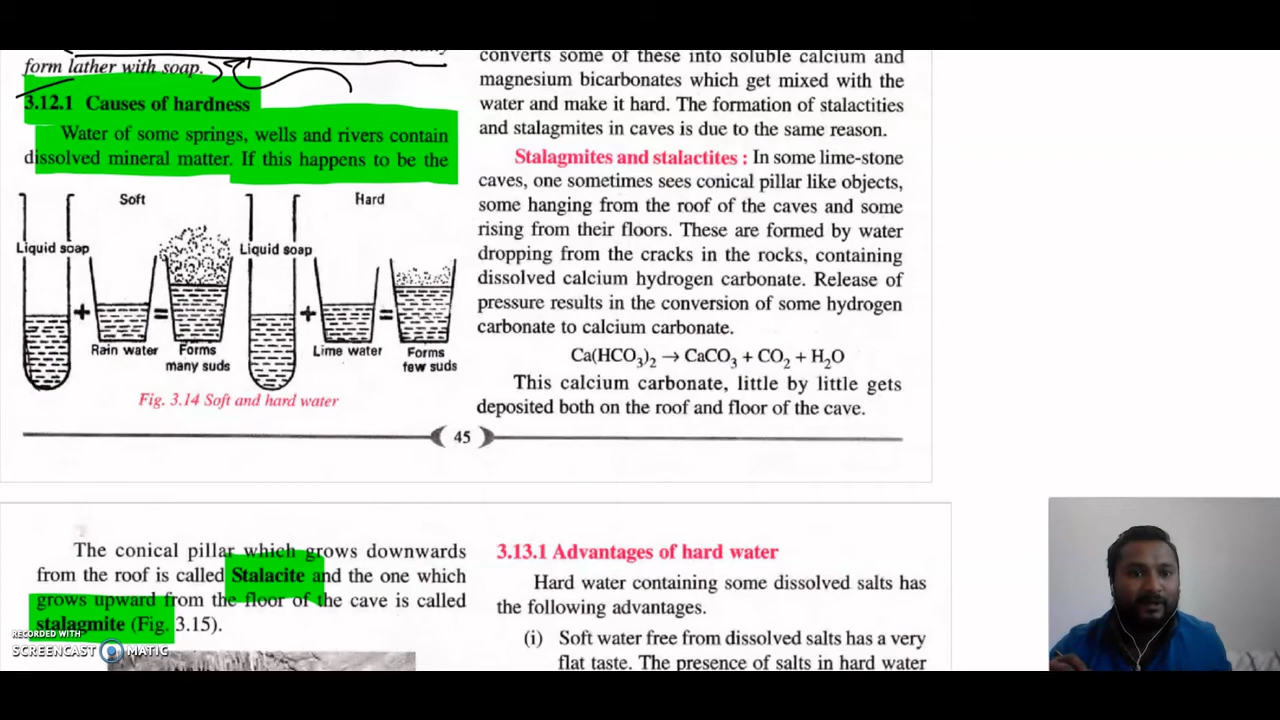 form lather with soap.
3.12.1 Causes of hardness
Water of some springs, wells and rivers contain
dissolved mineral matter. If this happens to be the
Soft
Hard
Liquid soap
Liquid soap
Rain water
Forms
many suds
Lime water
Forms
few suds
Fig. 3.14 Soft and hard water
converts some of these into soluble calcium and
magnesium bicarbonates which get mixed with the
water and make it hard. The formation of stalactities
and stalagmites in caves is due to the same reason.
Stalagmites and stalactites : In some lime-stone
caves, one sometimes sees conical pillar like objects,
some hanging from the roof of the caves and some
rising from their floors. These are formed by water
dropping from the cracks in the rocks, containing
dissolved calcium hydrogen carbonate. Release of
pressure results in the conversion of some hydrogen
carbonate to calcium carbonate.
Ca(HCO₃)₂ → CaCO₃ + CO₂ + H₂O
This calcium carbonate, little by little gets
deposited both on the roof and floor of the cave.
45
The conical pillar which grows downwards
from the roof is called Stalacite and the one which
grows upward from the floor of the cave is called
stalagmite (Fig. 3.15).
3.13.1 Advantages of hard water
Hard water containing some dissolved salts has
the following advantages.
(i) Soft water free from dissolved salts has a very
flat taste. The presence of salts in hard water
RECORDED WITH
SCREENCAST MATIC